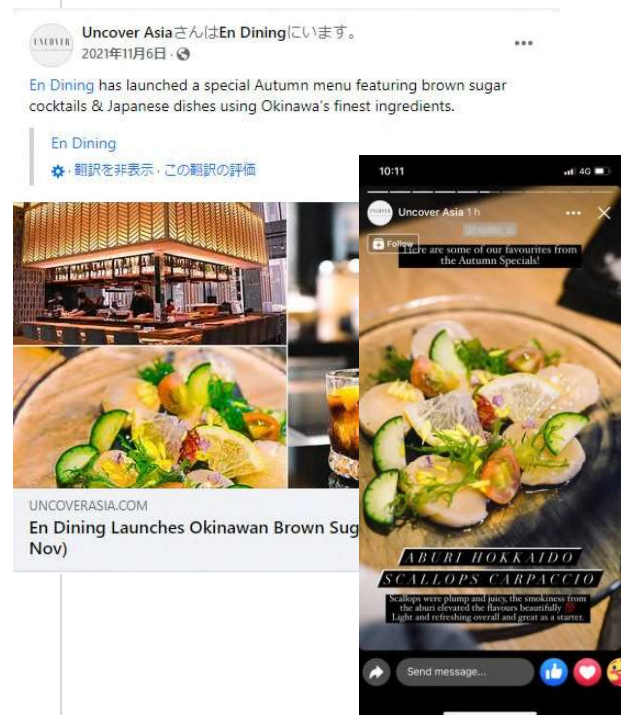 UNCOVER
Uncover AsiaさんはEn Diningにいます。
2021年11月6日
En Dining has launched a special Autumn menu featuring brown sugar
cocktails & Japanese dishes using Okinawa's finest ingredients.
En Dining
翻訳を非表示 · この翻訳の評価
UNCOVERASIA.COM
En Dining Launches Okinawan Brown Sug
Nov)
10:11
4G
UNCOVER
Uncover Asia 1 h
Follow
Here are some of our favourites from
the Autumn Specials!
ABURI HOKKAIDO
SCALLOPS CARPACCIO
Scallops were plump and juicy, the smokiness from
the aburi elevated the flavours beautifully 💯
Light and refreshing overall and great as a starter.
Send message...